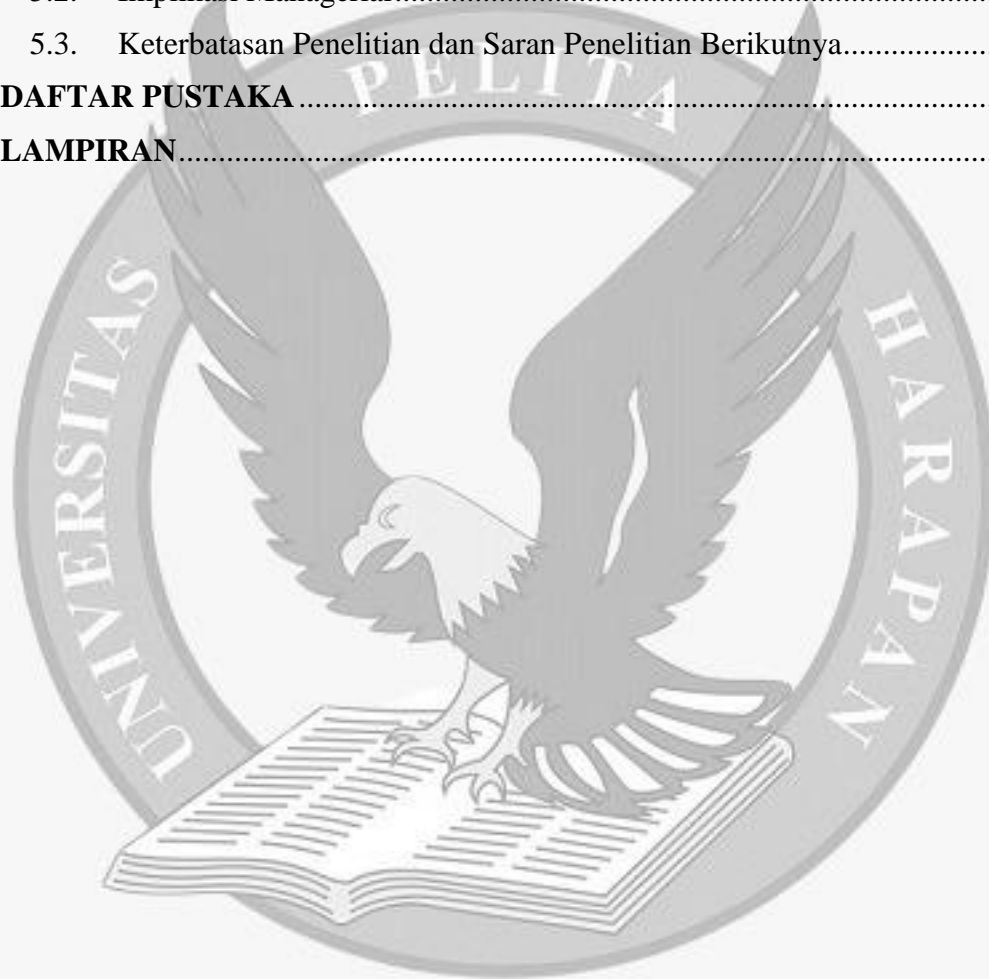 5.3. Keterbatasan Penelitian dan Saran Penelitian Berikutnya....................
DAFTAR PUSTAKA....................
LAMPIRAN....................
UNIVERSITAS PELITA HARAPAN